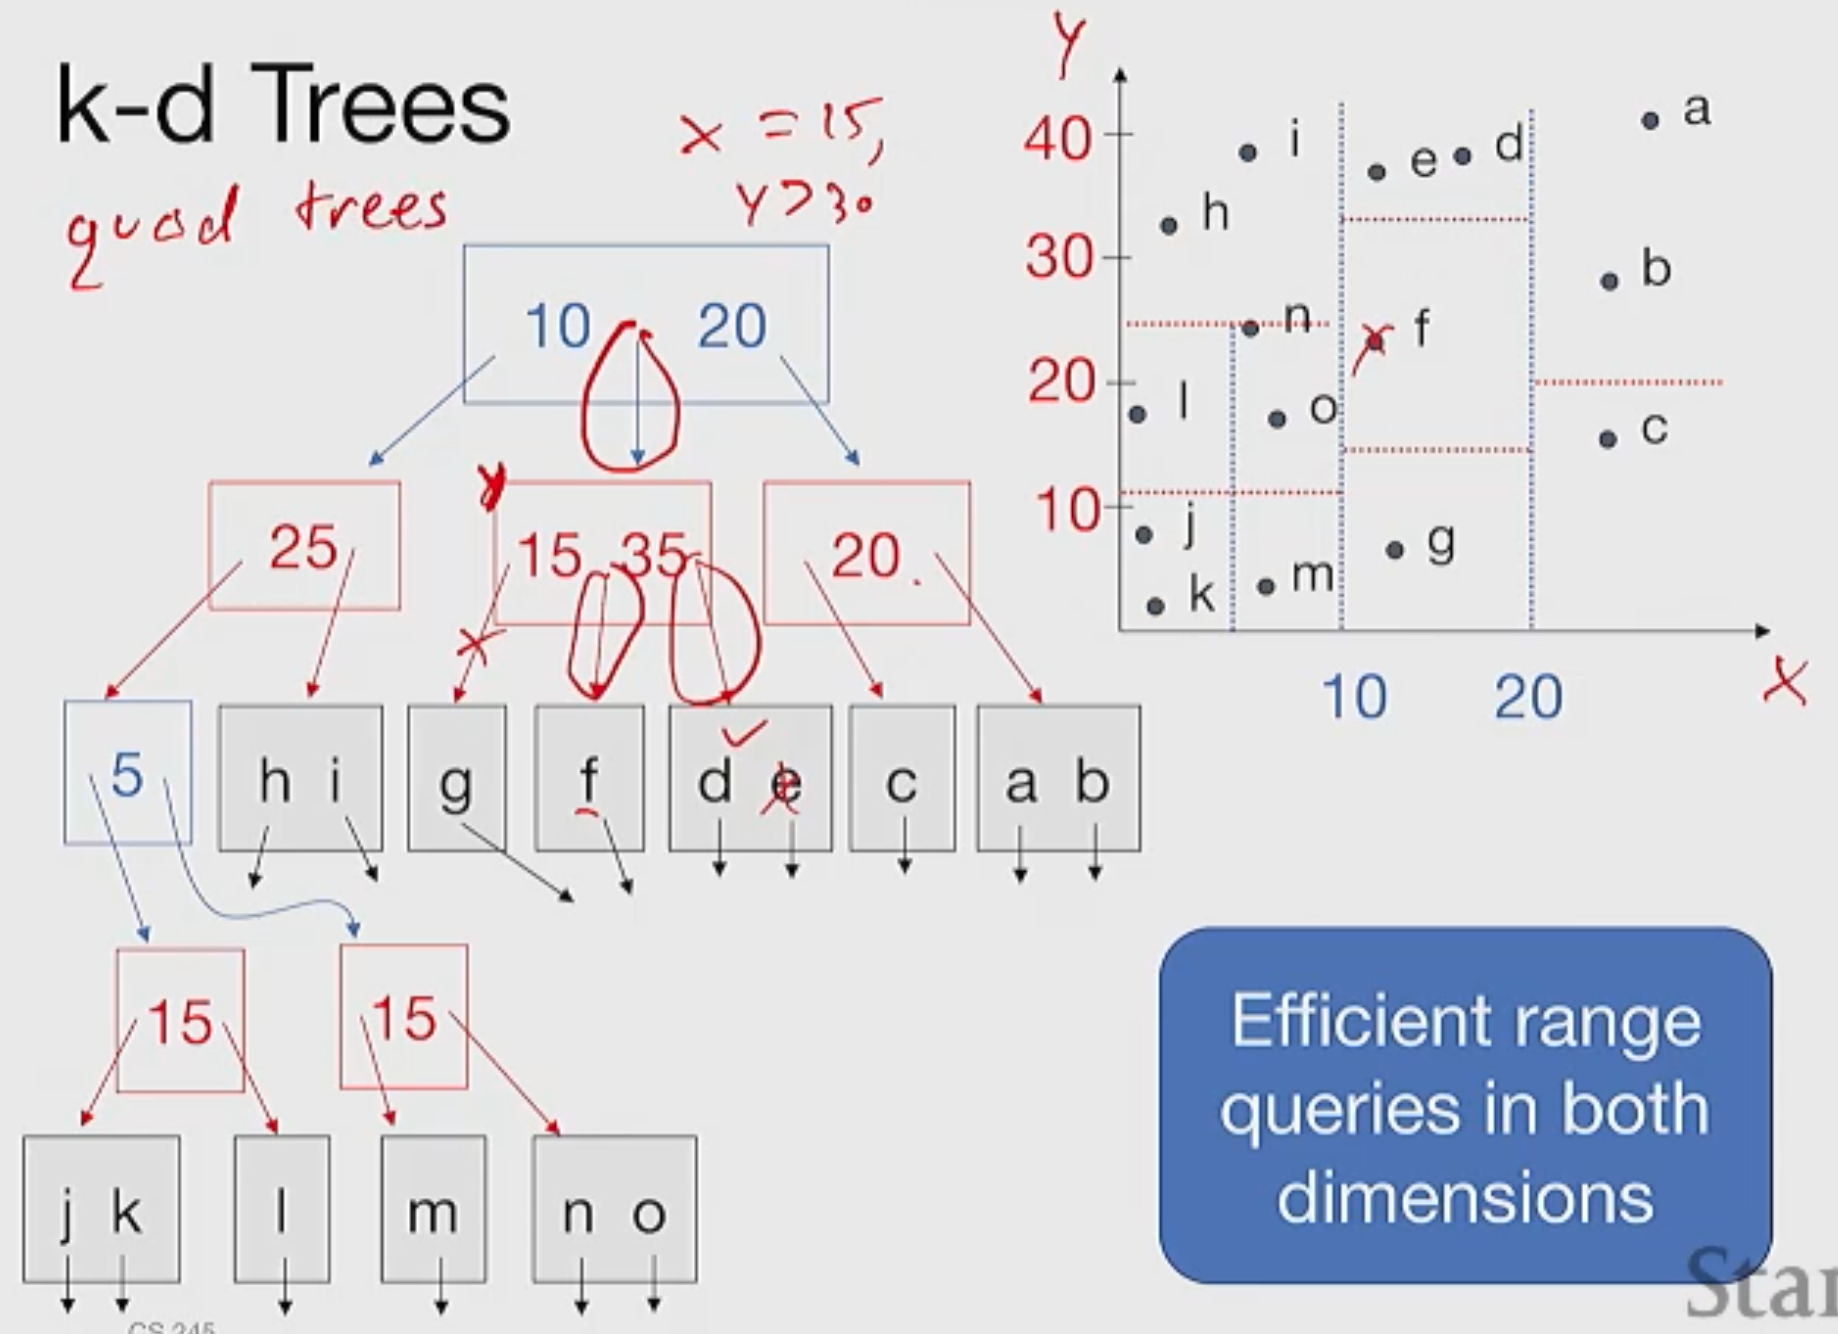 k-d Trees
quad trees
x = 15,
y > 30
10 20
25
15 35
20
5
h i
g
f
d e
c
a b
15
15
j k
l
m
n o
CS 245
Y
40
30
20
10
i
e
d
a
h
b
n
f
l
o
c
j
g
k
m
10 20
X
Efficient range
queries in both
dimensions
Stan